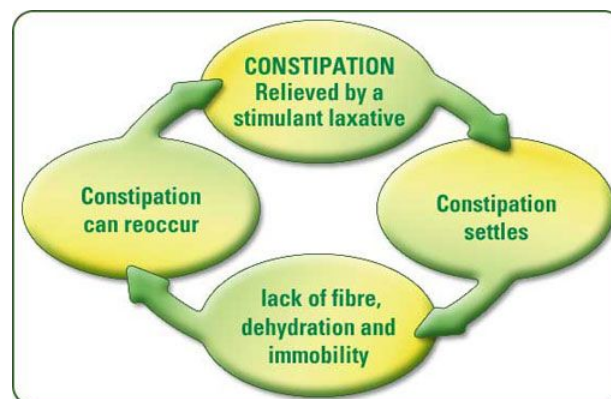 CONSTIPATION
Relieved by a
stimulant laxative
Constipation
settles
lack of fibre,
dehydration and
immobility
Constipation
can reoccur